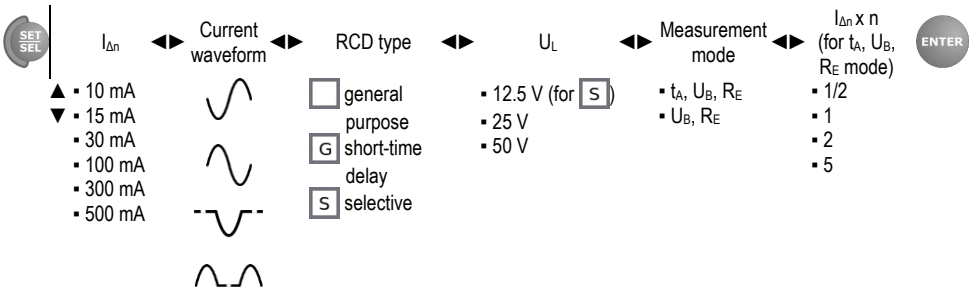 SET
SEL
I∆n ◄► Current waveform ◄► RCD type ◄► UL ◄► Measurement mode ◄► I∆n x n (for tA, UB, RE mode)
ENTER
▲ ▪ 10 mA
▼ ▪ 15 mA
▪ 30 mA
▪ 100 mA
▪ 300 mA
▪ 500 mA
general
purpose
G short-time
delay
S selective
▪ 12.5 V (for S)
▪ 25 V
▪ 50 V
▪ tA, UB, RE
▪ UB, RE
▪ 1/2
▪ 1
▪ 2
▪ 5